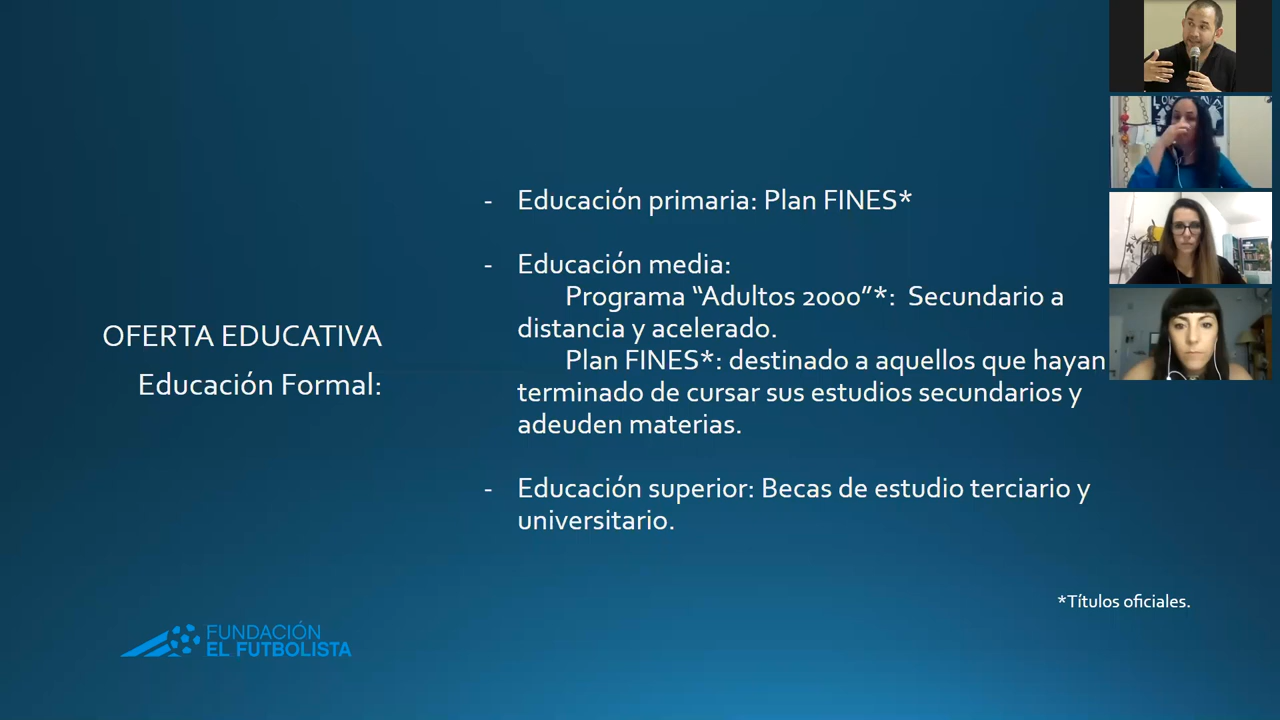 OFERTA EDUCATIVA
Educación Formal:
- Educación primaria: Plan FINES*
- Educación media:
Programa “Adultos 2000”*: Secundario a
distancia y acelerado.
Plan FINES*: destinado a aquellos que hayan
terminado de cursar sus estudios secundarios y
adeuden materias.
- Educación superior: Becas de estudio terciario y
universitario.
*Títulos oficiales.
FUNDACIÓN
EL FUTBOLISTA